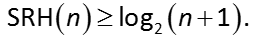 SRH(n) ≥ log₂(n+1).